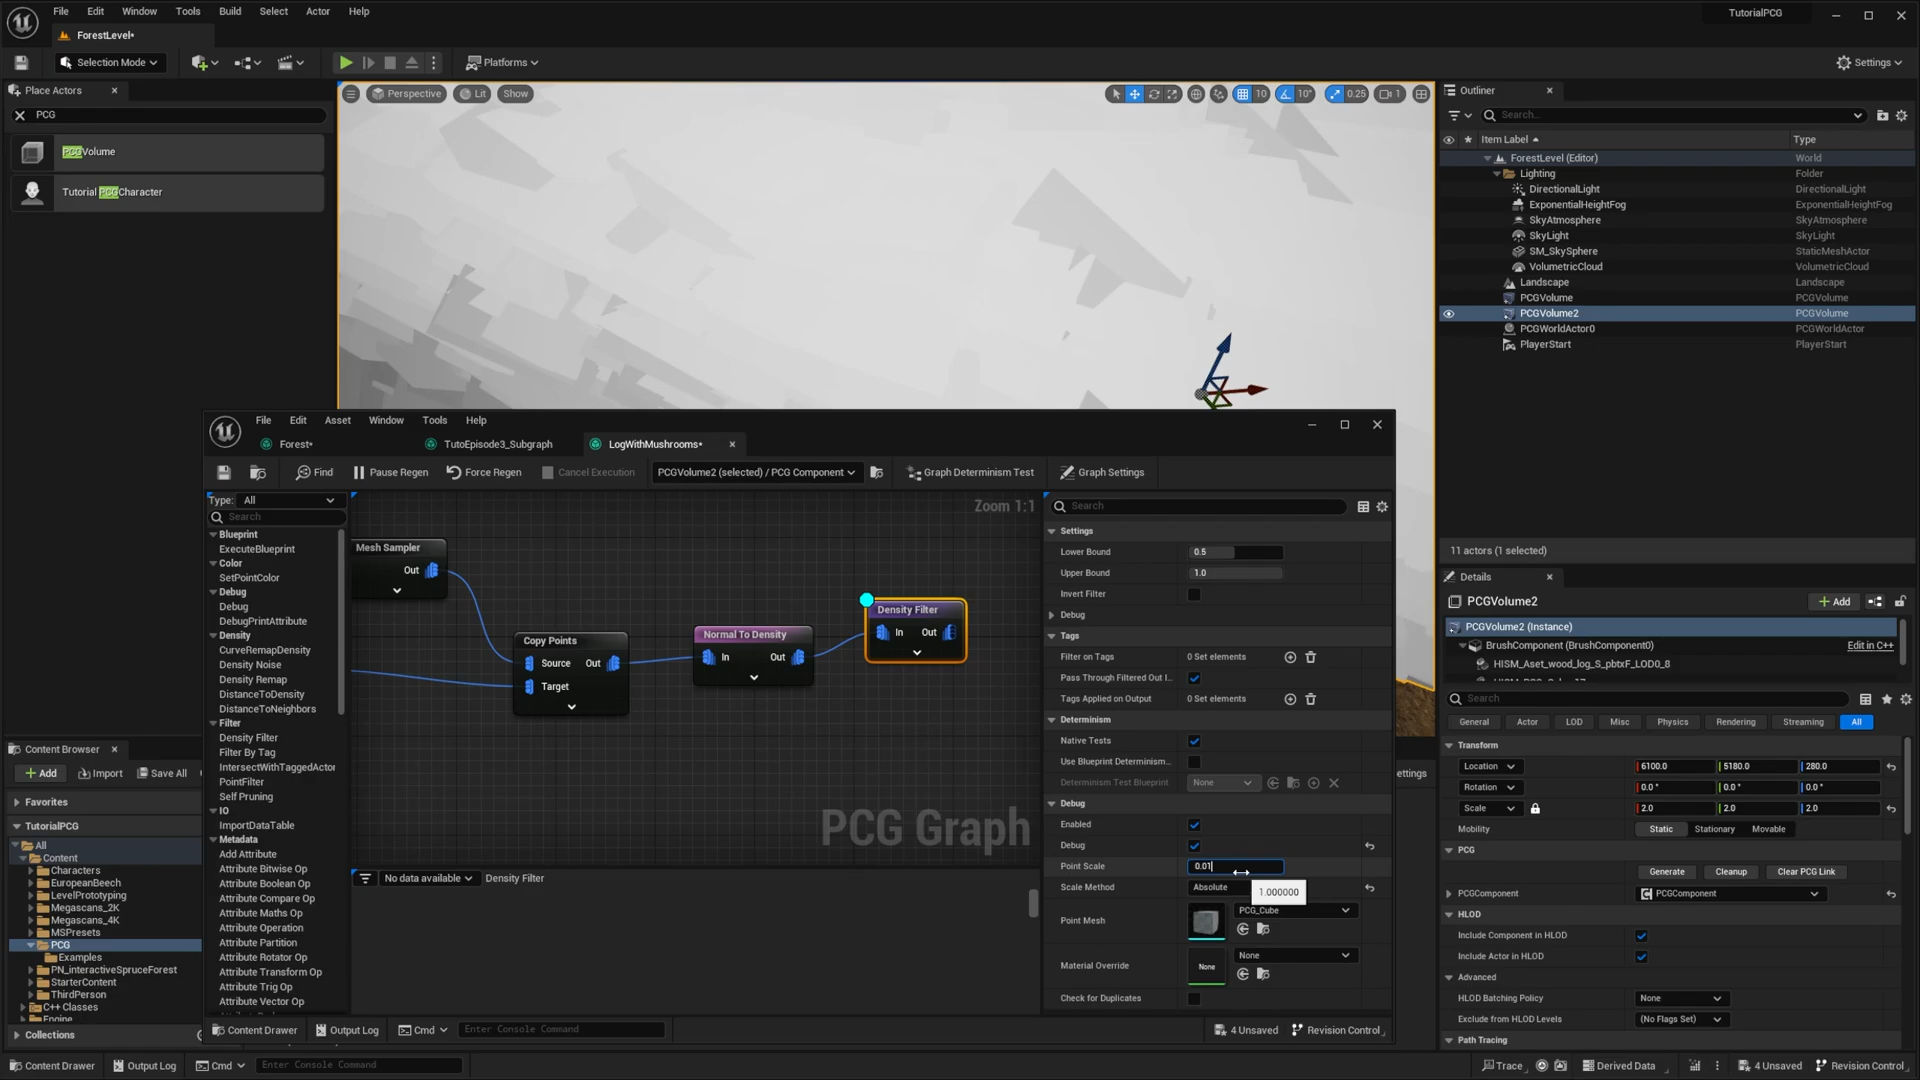 File Edit Window Tools Build Select Actor Help
TutorialPCG
ForestLevel*
Selection Mode
Platforms
Settings
Place Actors
PCG
PCGVolume
Tutorial PCGCharacter
Perspective Lit Show
10 10° 0.25 1
Outliner
Search...
Item Label Type
ForestLevel (Editor) World
Lighting Folder
DirectionalLight DirectionalLight
ExponentialHeightFog ExponentialHeightFog
SkyAtmosphere SkyAtmosphere
SkyLight SkyLight
SM_SkySphere StaticMeshActor
VolumetricCloud VolumetricCloud
Landscape Landscape
PCGVolume PCGVolume
PCGVolume2 PCGVolume
PCGWorldActor0 PCGWorldActor
PlayerStart PlayerStart
11 actors (1 selected)
File Edit Asset Window Tools Help
Forest* TutoEpisode3_Subgraph LogWithMushrooms*
Find Pause Regen Force Regen Cancel Execution PCGVolume2 (selected) / PCG Component Graph Determinism Test Graph Settings
Type: All
Search
Blueprint
ExecuteBlueprint
Color
SetPointColor
Debug
Debug
DebugPrintAttribute
Density
CurveRemapDensity
Density Noise
Density Remap
DistanceToDensity
DistanceToNeighbors
Filter
Density Filter
Filter By Tag
IntersectWithTaggedActor
PointFilter
Self Pruning
IO
ImportDataTable
Metadata
Add Attribute
Attribute Bitwise Op
Attribute Boolean Op
Attribute Compare Op
Attribute Maths Op
Attribute Operation
Attribute Partition
Attribute Rotator Op
Attribute Transform Op
Attribute Trig Op
Attribute Vector Op
Zoom 1:1
Mesh Sampler
Out
Copy Points
Source Out
Target
Normal To Density
In Out
Density Filter
In Out
PCG Graph
No data available Density Filter
Search
Settings
Lower Bound 0.5
Upper Bound 1.0
Invert Filter
Debug
Tags
Filter on Tags 0 Set elements
Pass Through Filtered Out I...
Tags Applied on Output 0 Set elements
Determinism
Native Tests
Use Blueprint Determinism...
Determinism Test Blueprint None
Debug
Enabled
Debug
Point Scale 0.01
Scale Method Absolute
1.000000
Point Mesh PCG_Cube
Material Override None None
Check for Duplicates
ettings
Content Drawer Output Log Cmd Enter Console Command 4 Unsaved Revision Control
Details
PCGVolume2 Add
PCGVolume2 (Instance)
BrushComponent (BrushComponent0) Edit in C++
HISM_Aset_wood_log_S_pbtxF_LOD0_8
Search
General Actor LOD Misc Physics Rendering Streaming All
Transform
Location 6100.0 5180.0 280.0
Rotation 0.0° 0.0° 0.0°
Scale 2.0 2.0 2.0
Mobility Static Stationary Movable
PCG
Generate Cleanup Clear PCG Link
PCGComponent PCGComponent
HLOD
Include Component in HLOD
Include Actor in HLOD
Advanced
HLOD Batching Policy None
Exclude from HLOD Levels (No Flags Set)
Path Tracing
Content Browser
Add Import Save All
Favorites
TutorialPCG
All
Content
Characters
EuropeanBeech
LevelPrototyping
Megascans_2K
Megascans_4K
MSPresets
PCG
Examples
PN_interactiveSpruceForest
StarterContent
ThirdPerson
C++ Classes
Engine
Collections
Content Drawer Output Log Cmd Enter Console Command Trace Derived Data 4 Unsaved Revision Control